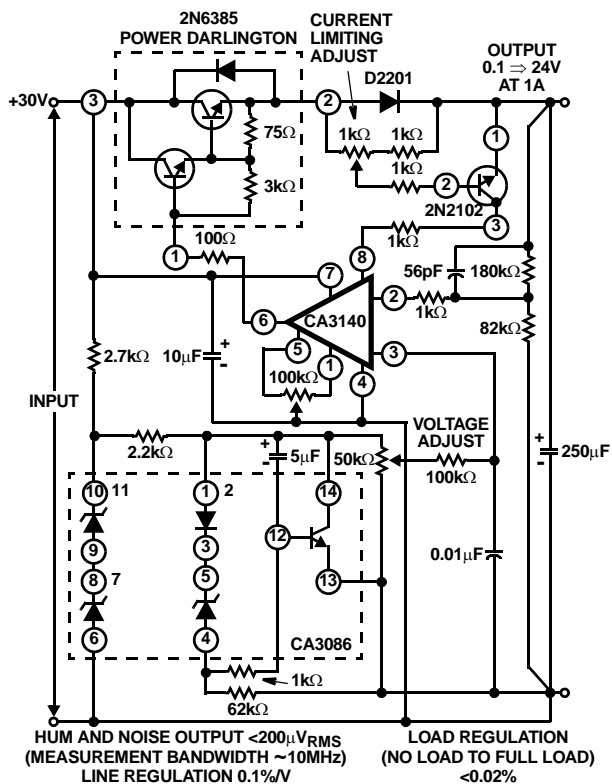 2N6385
POWER DARLINGTON
CURRENT
LIMITING
ADJUST
OUTPUT
0.1 ⇒ 24V
AT 1A
D2201
+30V
3
2
75Ω
3kΩ
1kΩ
1kΩ
1kΩ
1
2
2N2102
3
1
100Ω
8
1kΩ
7
56pF
180kΩ
6
CA3140
2
1kΩ
82kΩ
5
1
3
4
2.7kΩ
10μF
+
-
100kΩ
INPUT
VOLTAGE
ADJUST
2.2kΩ
+
-
5μF
50kΩ
100kΩ
+
-
250μF
10
11
1
2
14
12
9
3
0.01μF
8
7
5
13
6
4
CA3086
1kΩ
62kΩ
HUM AND NOISE OUTPUT <200μVRMS
(MEASUREMENT BANDWIDTH ~10MHz)
LINE REGULATION 0.1%/V
LOAD REGULATION
(NO LOAD TO FULL LOAD)
<0.02%